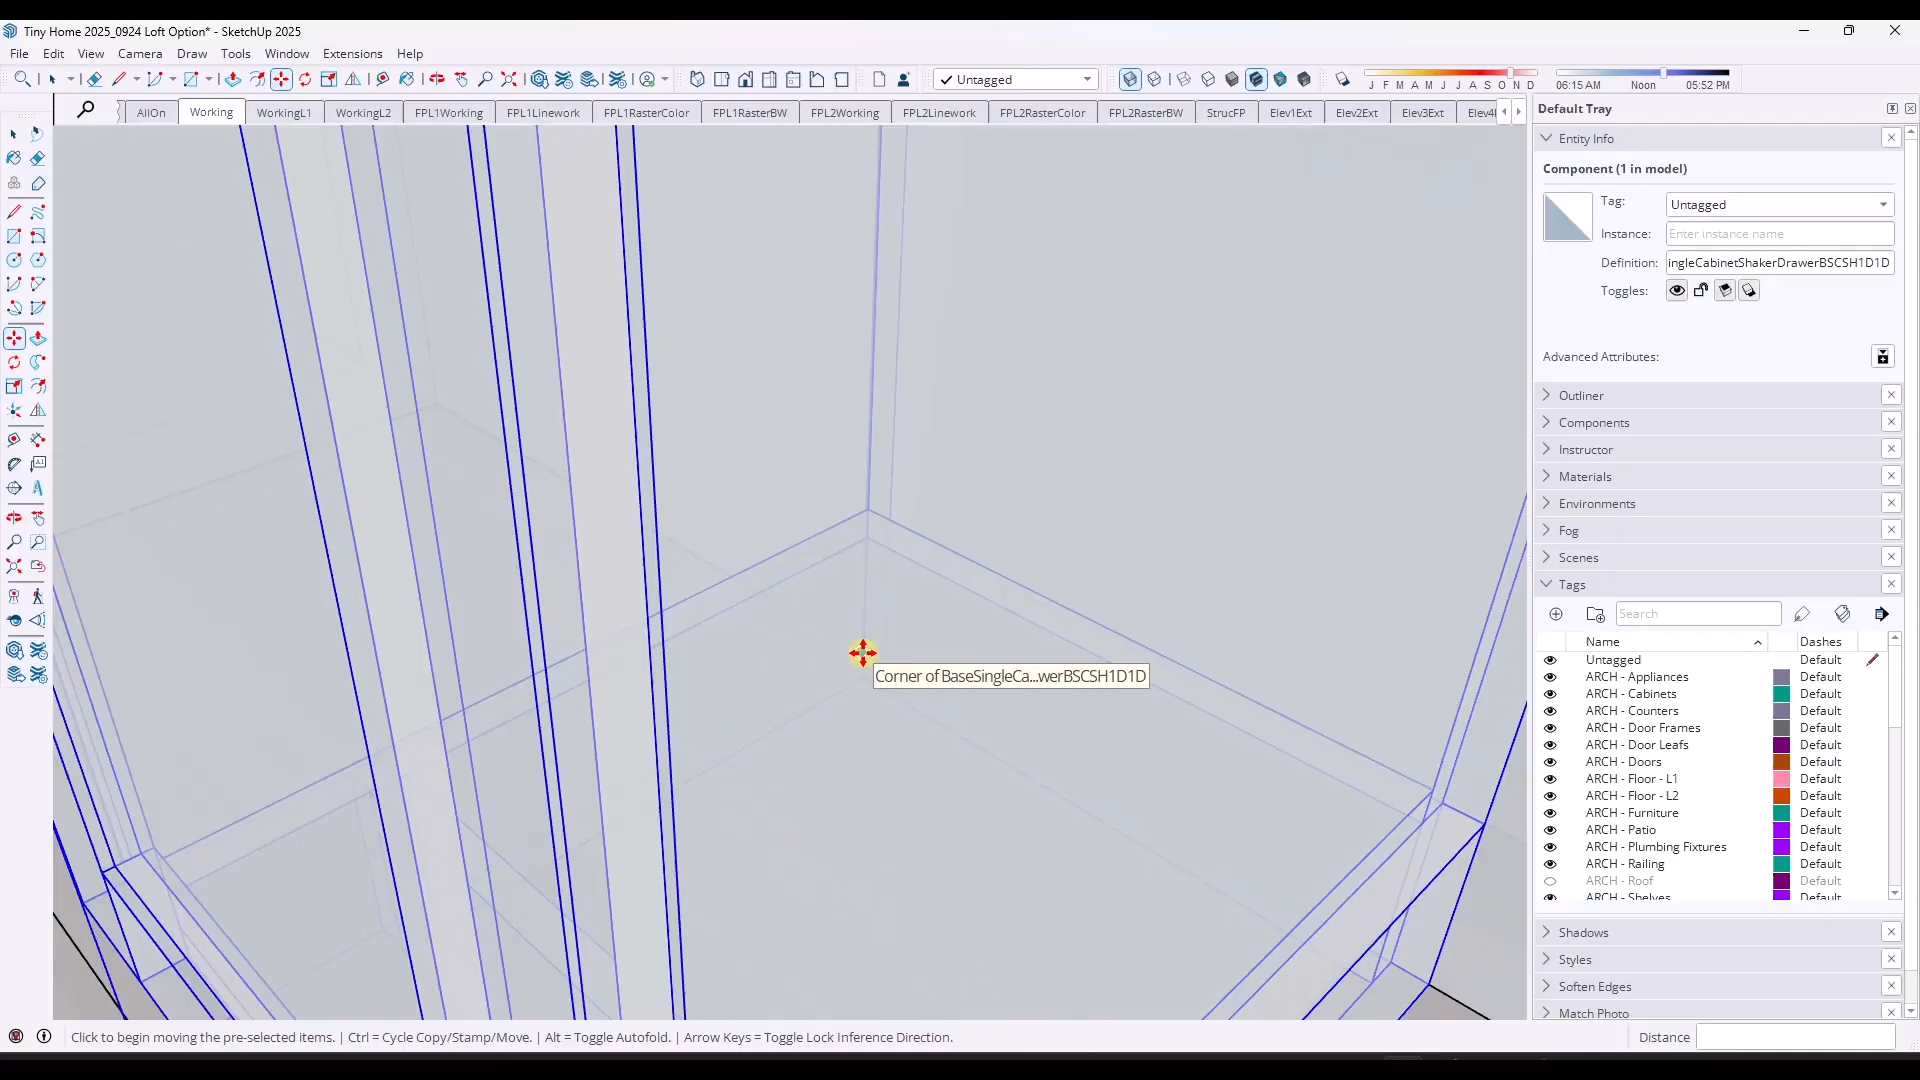 Tiny Home 2025_0924 Loft Option* - SketchUp 2025
File Edit View Camera Draw Tools Window Extensions Help
Untagged
J F M A M J J A S O N D
06:15 AM Noon 05:52 PM
AllOn Working WorkingL1 WorkingL2 FPL1Working FPL1Linework FPL1RasterColor FPL1RasterBW FPL2Working FPL2Linework FPL2RasterColor FPL2RasterBW StrucFP Elev1Ext Elev2Ext Elev3Ext
Default Tray
Entity Info
Component (1 in model)
Tag: Untagged
Instance: Enter instance name
Definition: ingleCabinetShakerDrawerBSCSH1D1D
Toggles:
Advanced Attributes:
Outliner
Components
Instructor
Materials
Environments
Fog
Scenes
Tags
Search
Name Dashes
Untagged Default
ARCH - Appliances Default
ARCH - Cabinets Default
ARCH - Counters Default
ARCH - Door Frames Default
ARCH - Door Leafs Default
ARCH - Doors Default
ARCH - Floor - L1 Default
ARCH - Floor - L2 Default
ARCH - Furniture Default
ARCH - Patio Default
ARCH - Plumbing Fixtures Default
ARCH - Railing Default
ARCH - Roof Default
ARCH - Shelves Default
Shadows
Styles
Soften Edges
Match Photo
Corner of BaseSingleCa...werBSCSH1D1D
Click to begin moving the pre-selected items. | Ctrl = Cycle Copy/Stamp/Move. | Alt = Toggle Autofold. | Arrow Keys = Toggle Lock Inference Direction.
Distance